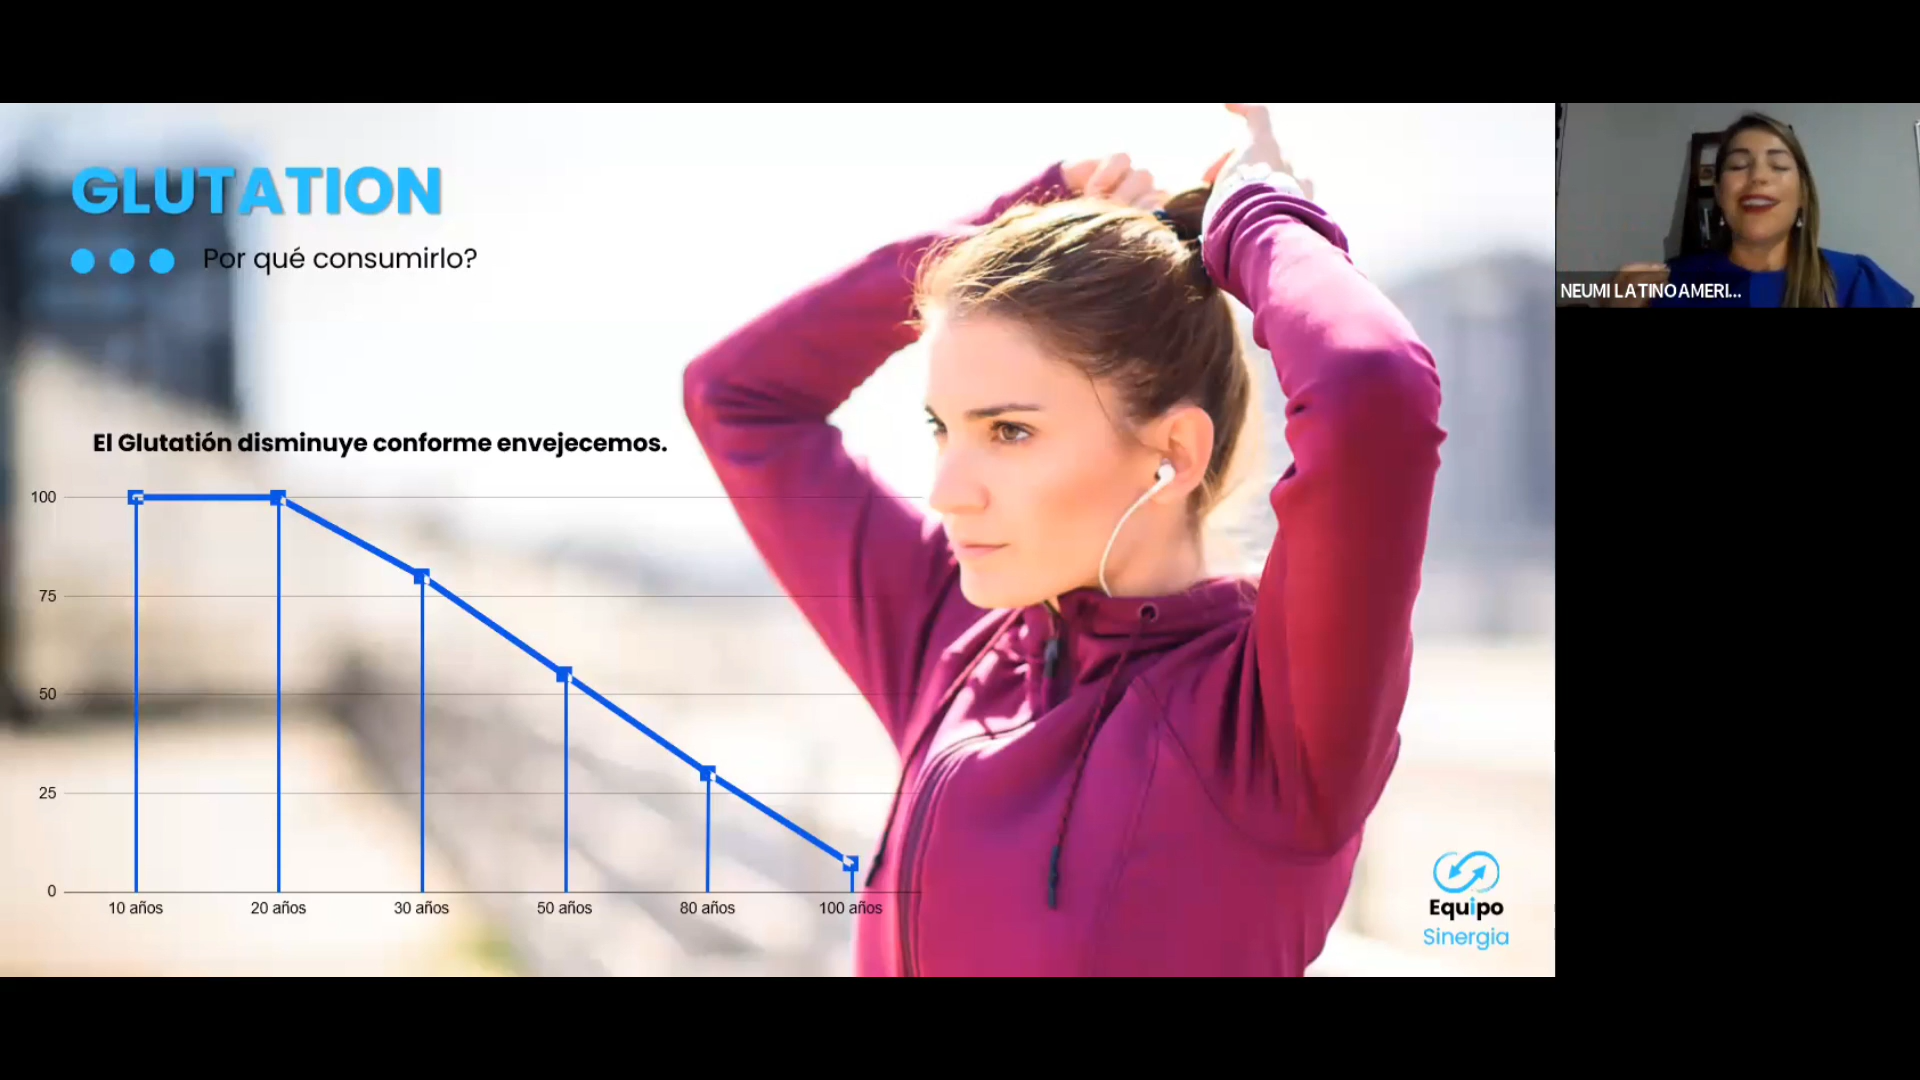 GLUTATION
Por qué consumirlo?
El Glutatión disminuye conforme envejecemos.
100
75
50
25
0
10 años 20 años 30 años 50 años 80 años 100 años
Equipo
Sinergia
NEUMI LATINOAMERI...